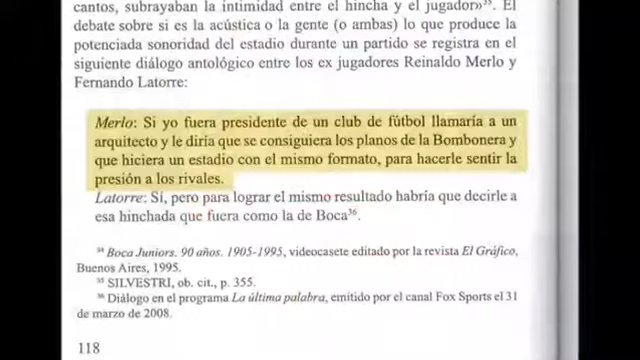 cantos, subrayaban la intimidad entre el hincha y el jugador»³⁵. El
debate sobre si es la acústica o la gente (o ambas) lo que produce la
potenciada sonoridad del estadio durante un partido se registra en el
siguiente diálogo antológico entre los ex jugadores Reinaldo Merlo y
Fernando Latorre:
Merlo: Si yo fuera presidente de un club de fútbol llamaría a un
arquitecto y le diría que se consiguiera los planos de la Bombonera y
que hiciera un estadio con el mismo formato, para hacerle sentir la
presión a los rivales.
Latorre: Sí, pero para lograr el mismo resultado habría que decirle a
esa hinchada que fuera como la de Boca³⁶.
³⁴ Boca Juniors. 90 años. 1905-1995, videocasete editado por la revista El Gráfico,
Buenos Aires, 1995.
³⁵ SILVESTRI, ob. cit., p. 355.
³⁶ Diálogo en el programa La última palabra, emitido por el canal Fox Sports el 31
de marzo de 2008.
118